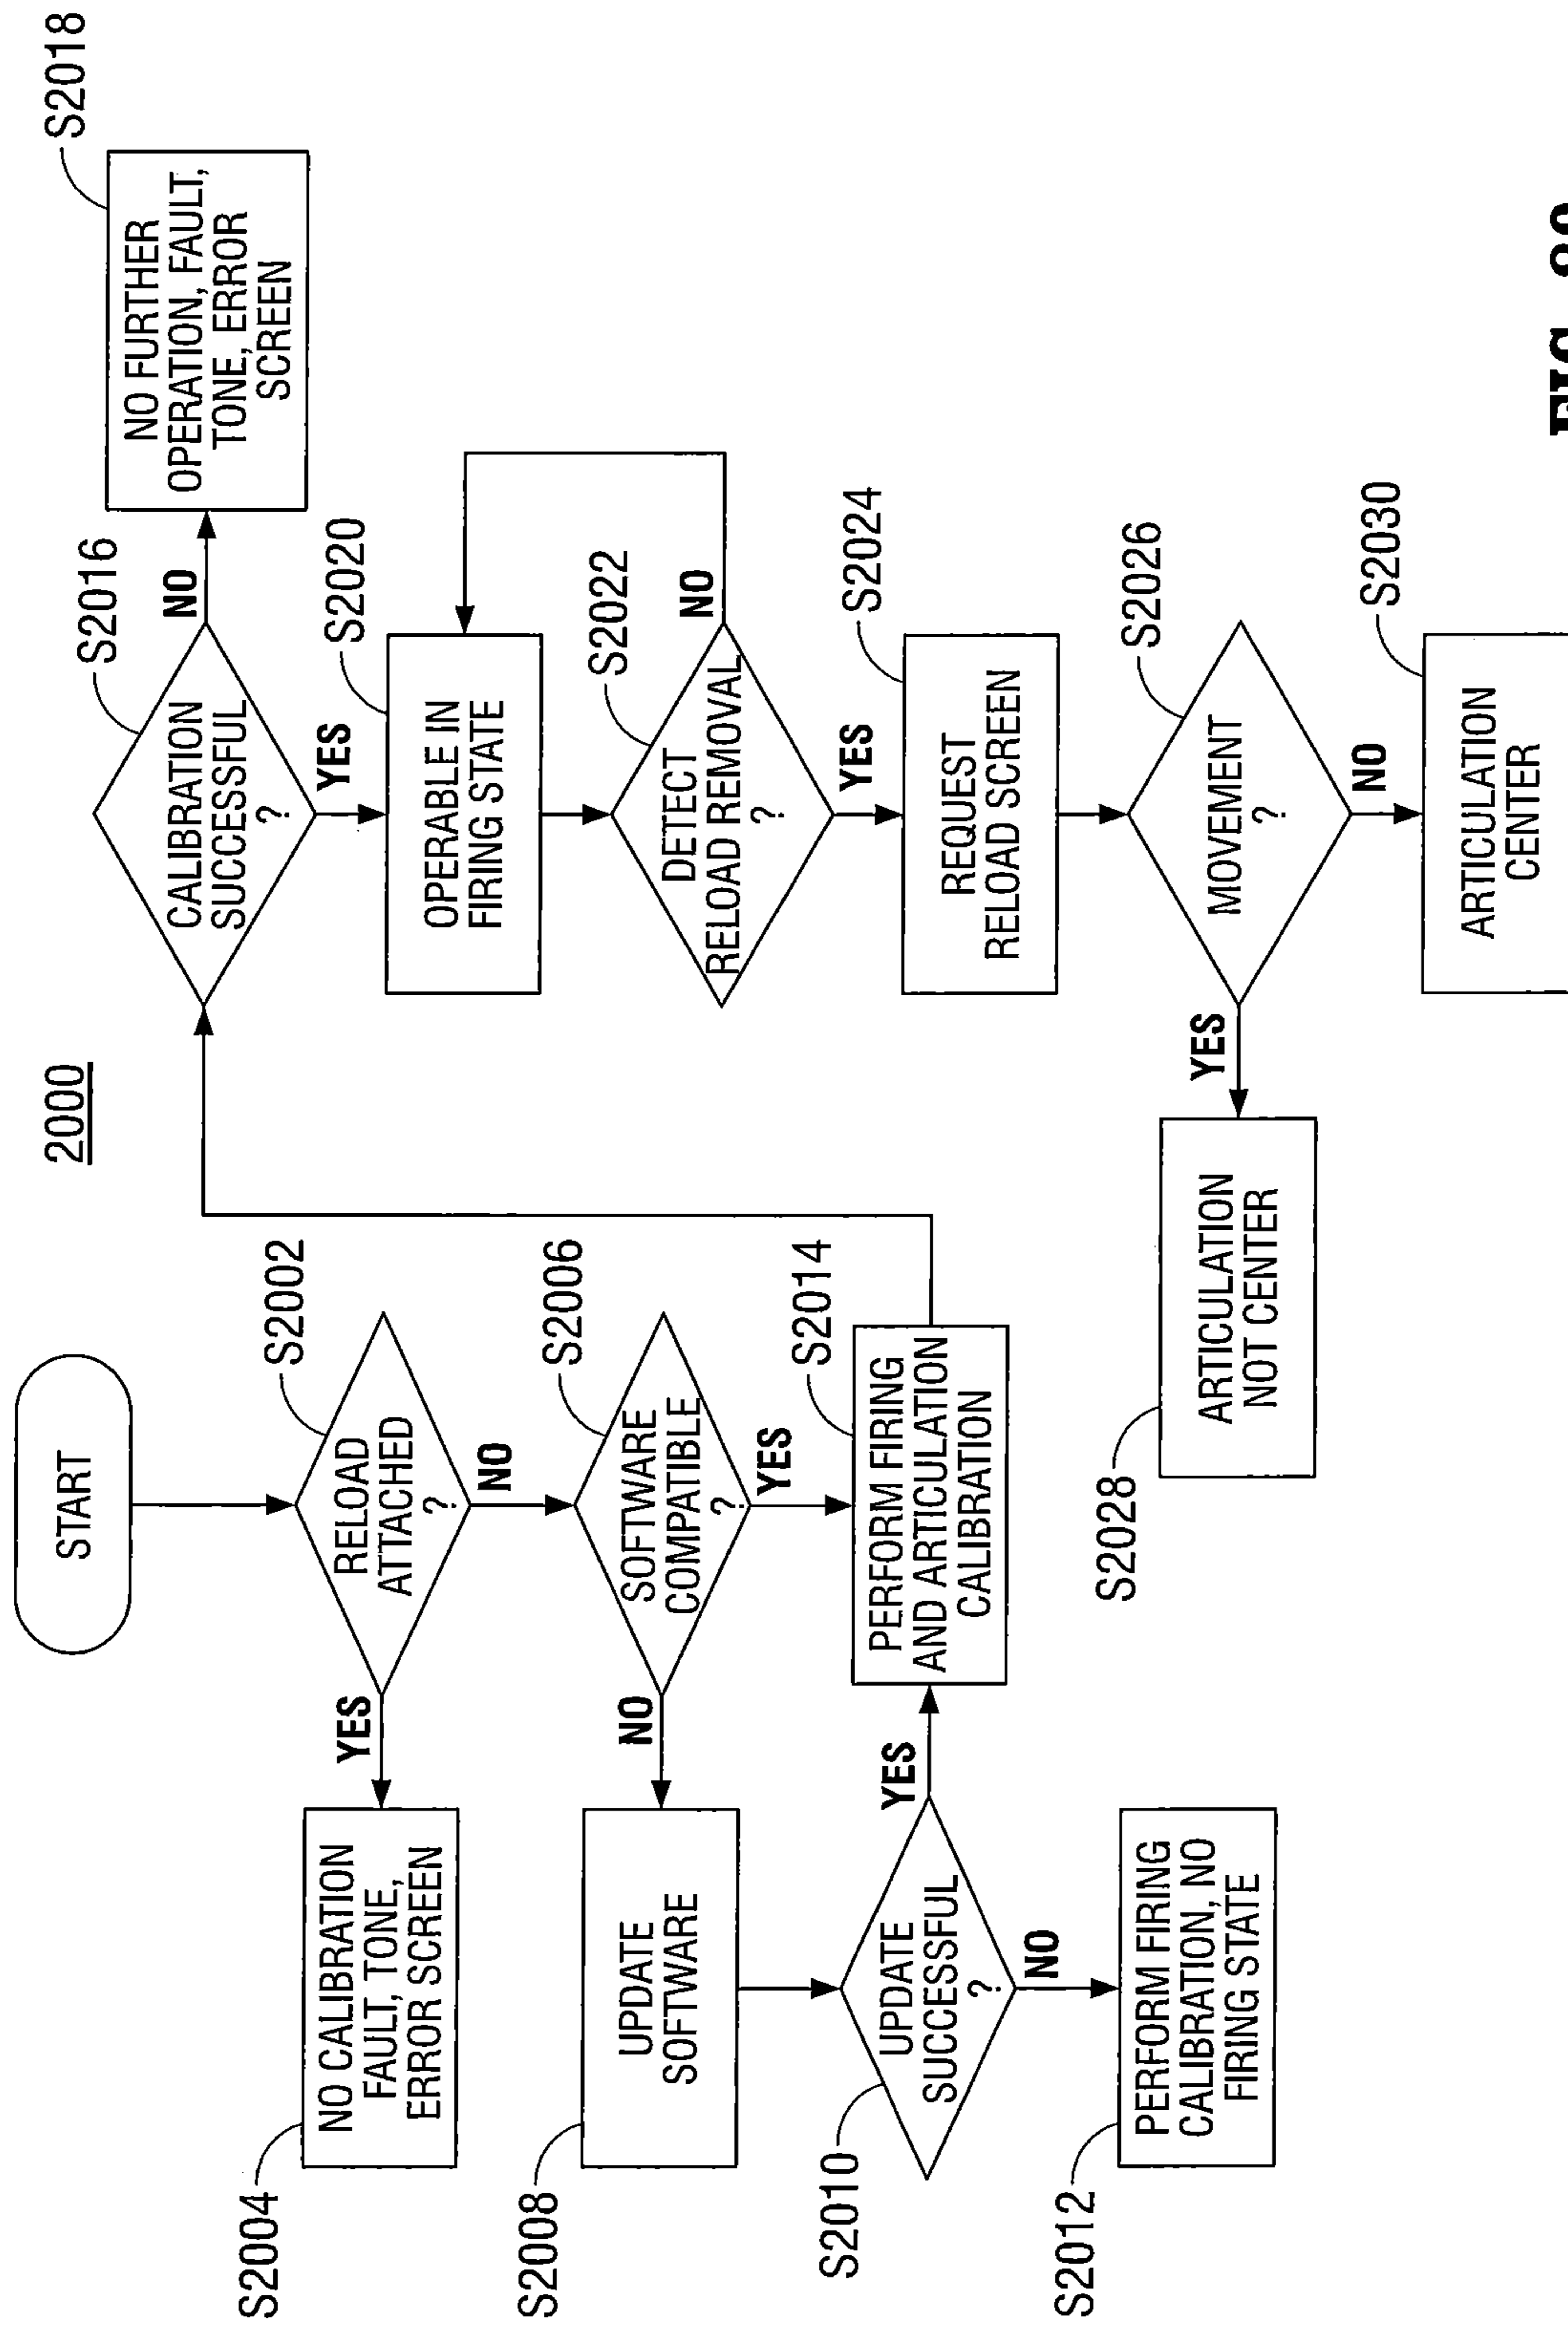 2000
START
S2002
RELOAD
ATTACHED
?
YES
NO
S2004
NO CALIBRATION
FAULT, TONE,
ERROR SCREEN
S2006
SOFTWARE
COMPATIBLE
?
NO
YES
S2008
UPDATE
SOFTWARE
S2010
UPDATE
SUCCESSFUL
?
YES
NO
S2012
PERFORM FIRING
CALIBRATION, NO
FIRING STATE
S2014
PERFORM FIRING
AND ARTICULATION
CALIBRATION
S2016
CALIBRATION
SUCCESSFUL
?
NO
YES
S2018
NO FURTHER
OPERATION, FAULT,
TONE, ERROR
SCREEN
S2020
OPERABLE IN
FIRING STATE
S2022
DETECT
RELOAD REMOVAL
?
NO
YES
S2024
REQUEST
RELOAD SCREEN
S2026
MOVEMENT
?
YES
NO
S2028
ARTICULATION
NOT CENTER
S2030
ARTICULATION
CENTER
FIG.